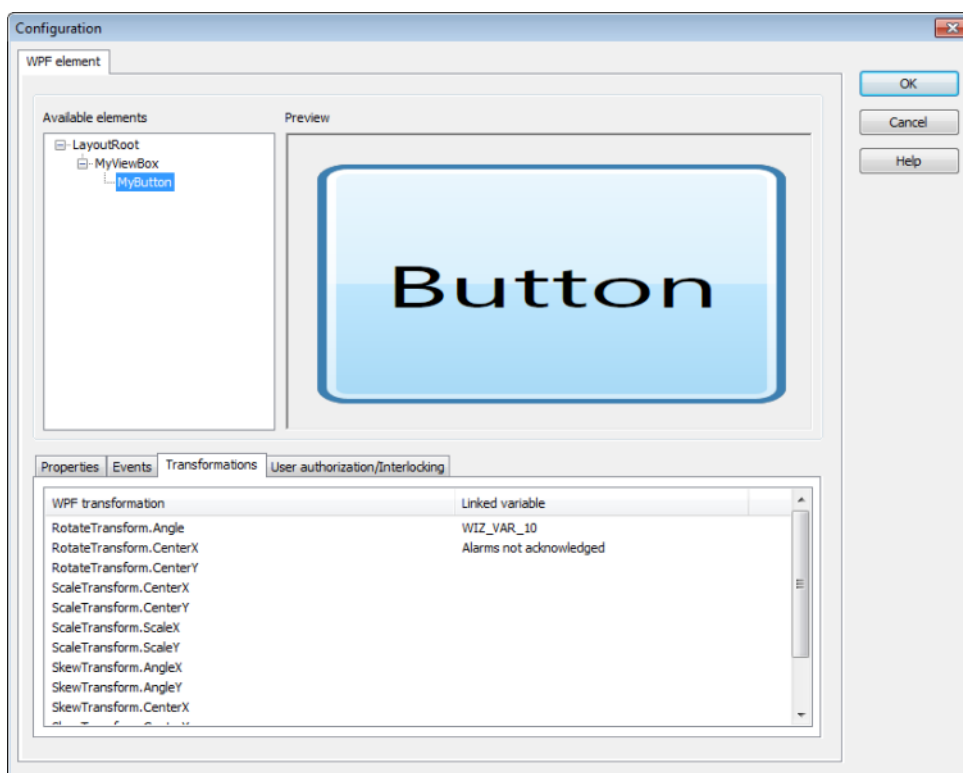 Configuration
WPF element
OK
Available elements
Preview
Cancel
LayoutRoot
MyViewBox
Help
MyButton
Button
Properties Events Transformations User authorization/Interlocking
WPF transformation Linked variable
RotateTransform.Angle WIZ_VAR_10
RotateTransform.CenterX Alarms not acknowledged
RotateTransform.CenterY
ScaleTransform.CenterX
ScaleTransform.CenterY
ScaleTransform.ScaleX
ScaleTransform.ScaleY
SkewTransform.AngleX
SkewTransform.AngleY
SkewTransform.CenterX